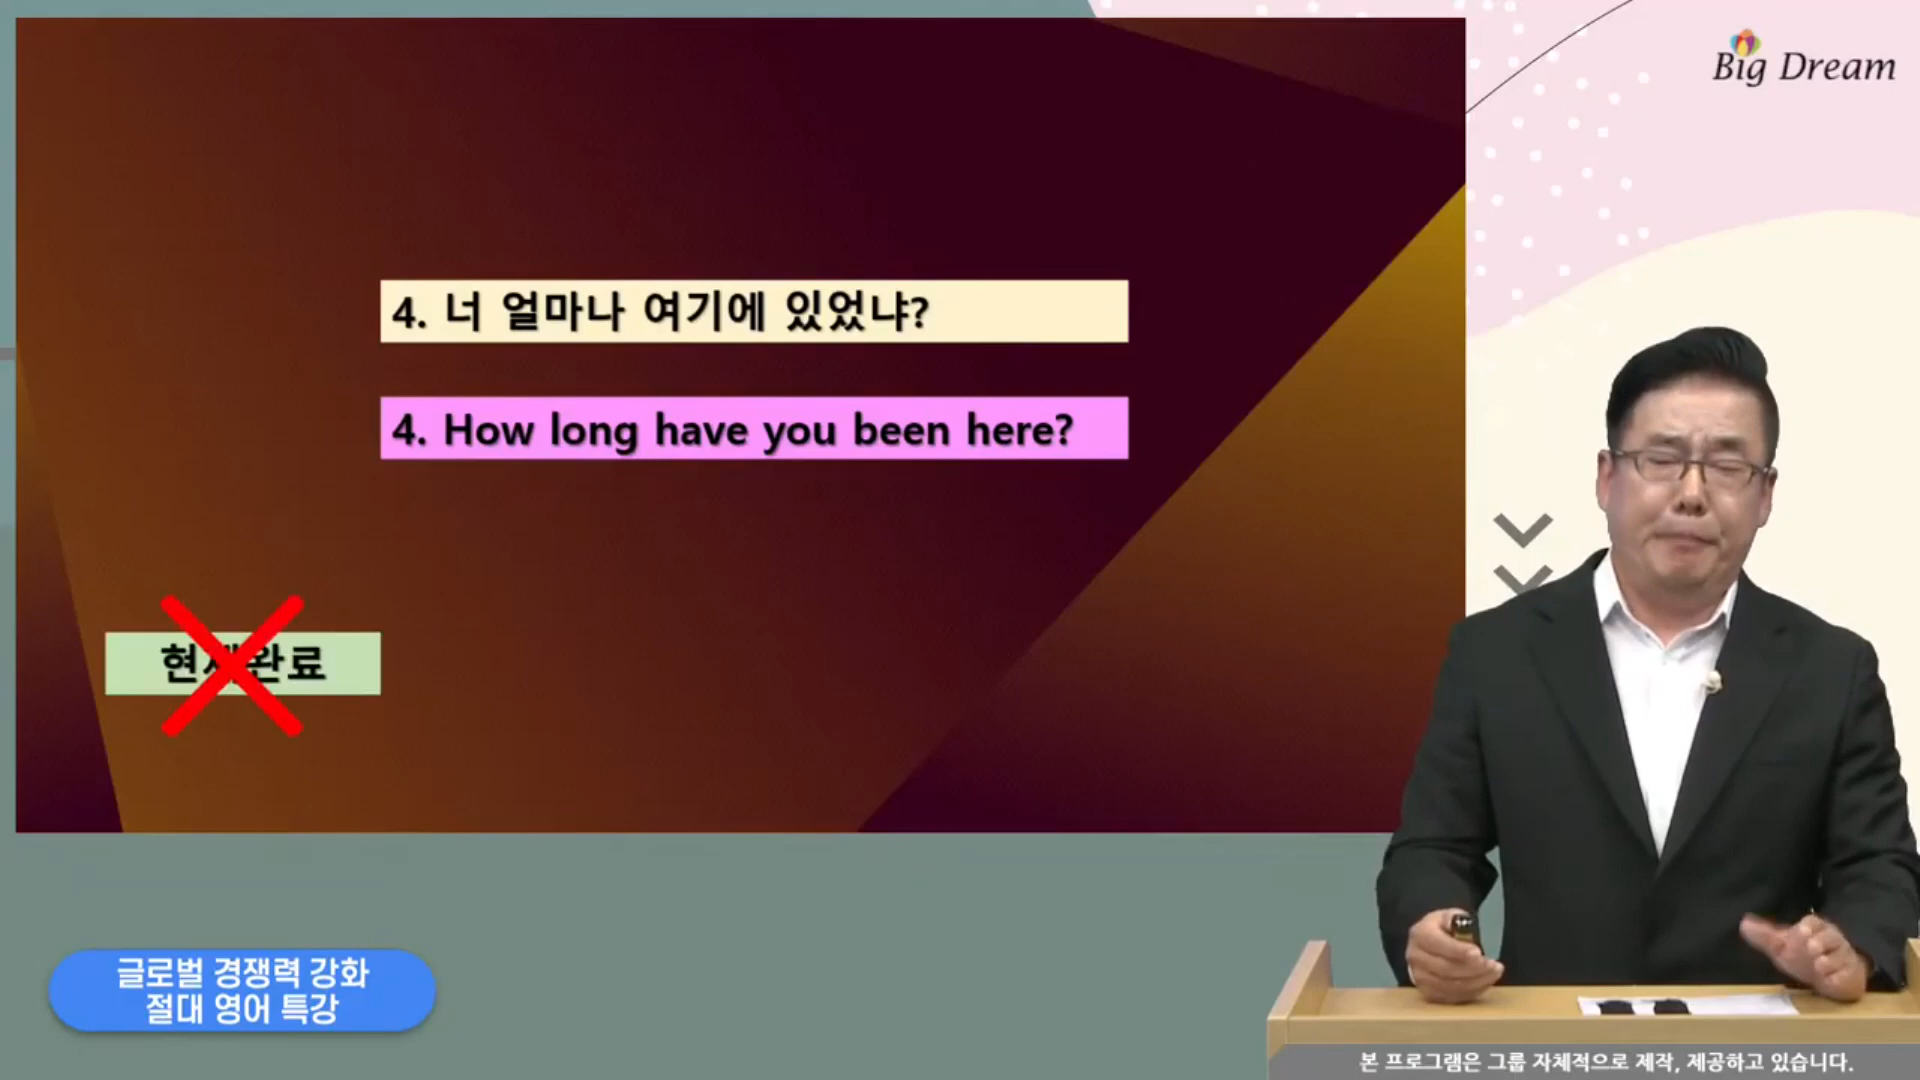 Big Dream
4. 너 얼마나 여기에 있었냐?
4. How long have you been here?
현재완료
글로벌 경쟁력 강화
절대 영어 특강
본 프로그램은 그룹 자체적으로 제작, 제공하고 있습니다.